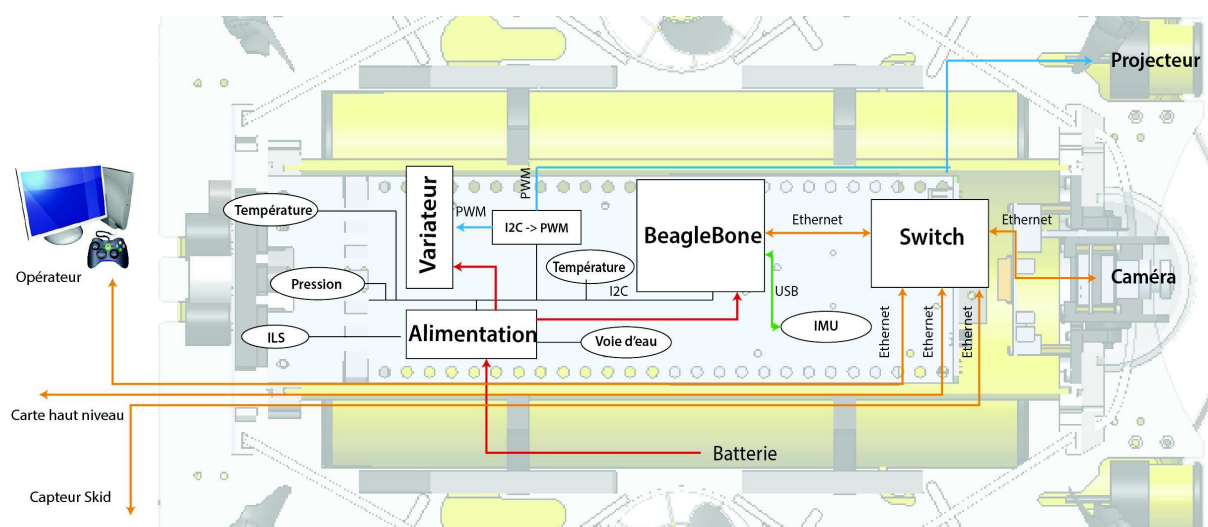 Projecteur
Variateur
PWM
PWM
I2C -> PWM
Température
BeagleBone
Ethernet
Switch
Ethernet
Opérateur
Pression
Température
I2C
USB
Caméra
ILS
Alimentation
Voie d'eau
IMU
Ethernet
Ethernet
Ethernet
Carte haut niveau
Batterie
Capteur Skid